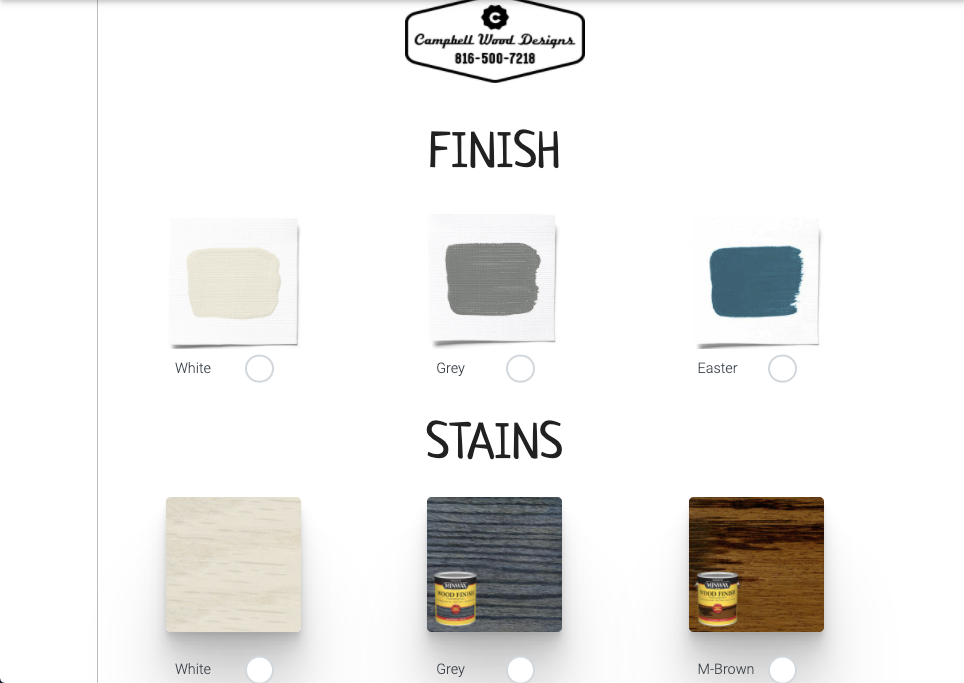 C
Campbell Wood Designs
816-500-7218
FINISH
White
Grey
Easter
STAINS
MINWAX
WOOD FINISH
MINWAX
WOOD FINISH
White
Grey
M-Brown